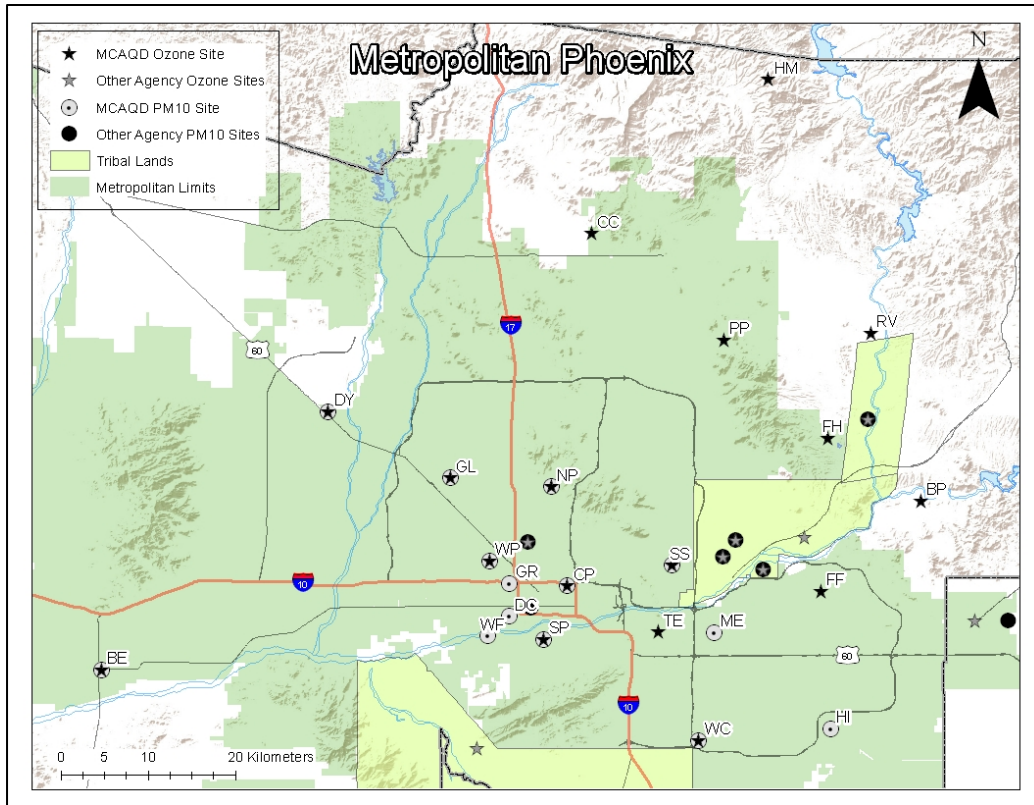 Metropolitan Phoenix
MCAQD Ozone Site
Other Agency Ozone Sites
MCAQD PM10 Site
Other Agency PM10 Sites
Tribal Lands
Metropolitan Limits
N
HM
CC
17
PP
RV
60
DY
FH
GL
NP
BP
WP
SS
10
GR
CP
FF
DC
WF
SP
TE
ME
60
BE
10
WC
HI
0 5 10 20 Kilometers